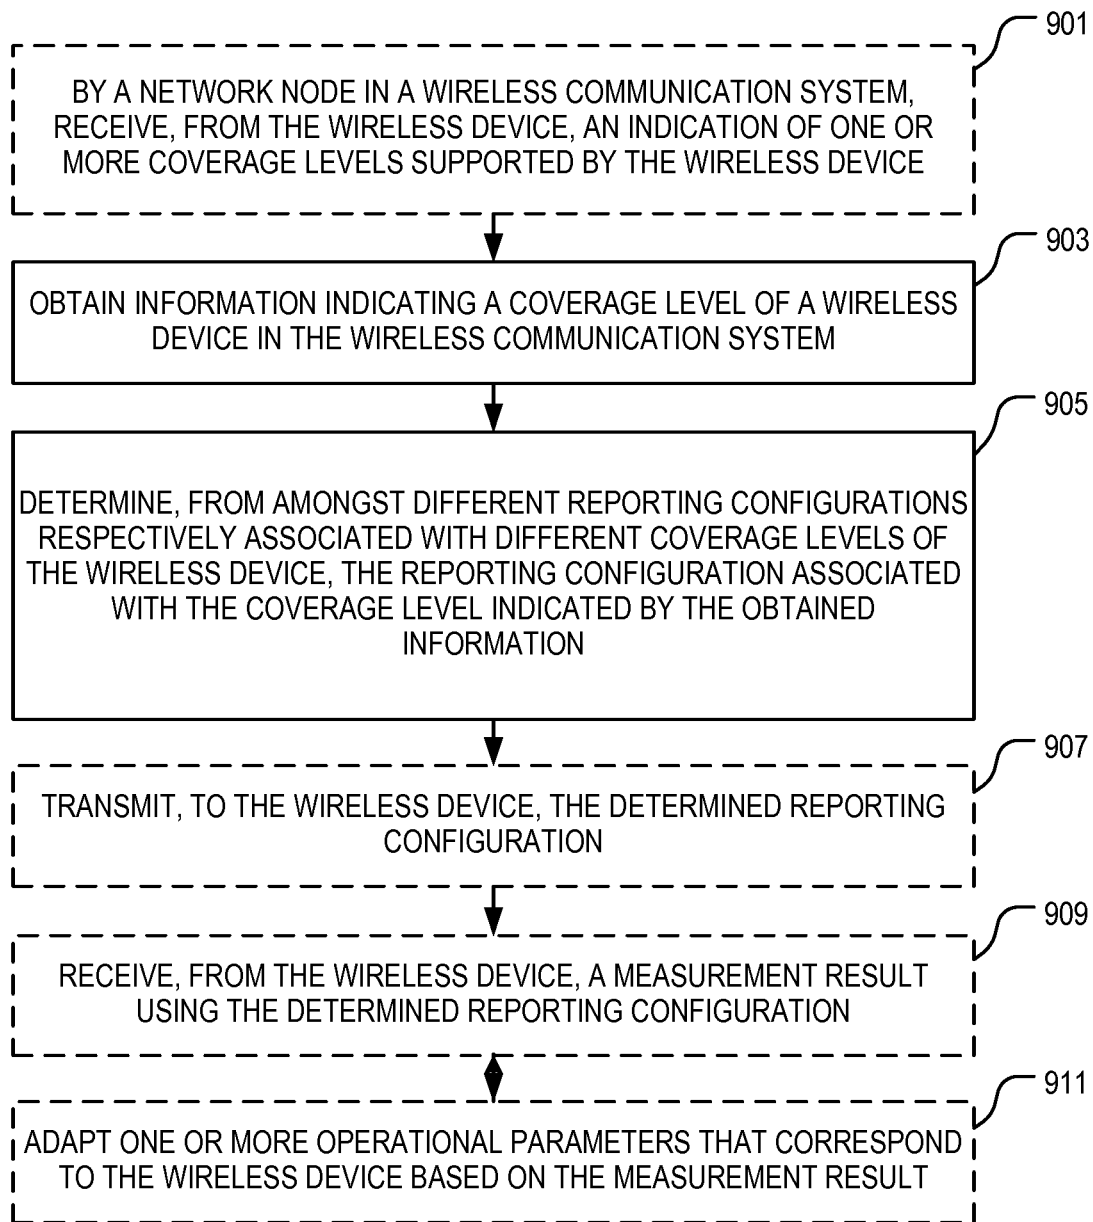 901
BY A NETWORK NODE IN A WIRELESS COMMUNICATION SYSTEM,
RECEIVE, FROM THE WIRELESS DEVICE, AN INDICATION OF ONE OR
MORE COVERAGE LEVELS SUPPORTED BY THE WIRELESS DEVICE
903
OBTAIN INFORMATION INDICATING A COVERAGE LEVEL OF A WIRELESS
DEVICE IN THE WIRELESS COMMUNICATION SYSTEM
905
DETERMINE, FROM AMONGST DIFFERENT REPORTING CONFIGURATIONS
RESPECTIVELY ASSOCIATED WITH DIFFERENT COVERAGE LEVELS OF
THE WIRELESS DEVICE, THE REPORTING CONFIGURATION ASSOCIATED
WITH THE COVERAGE LEVEL INDICATED BY THE OBTAINED
INFORMATION
907
TRANSMIT, TO THE WIRELESS DEVICE, THE DETERMINED REPORTING
CONFIGURATION
909
RECEIVE, FROM THE WIRELESS DEVICE, A MEASUREMENT RESULT
USING THE DETERMINED REPORTING CONFIGURATION
911
ADAPT ONE OR MORE OPERATIONAL PARAMETERS THAT CORRESPOND
TO THE WIRELESS DEVICE BASED ON THE MEASUREMENT RESULT